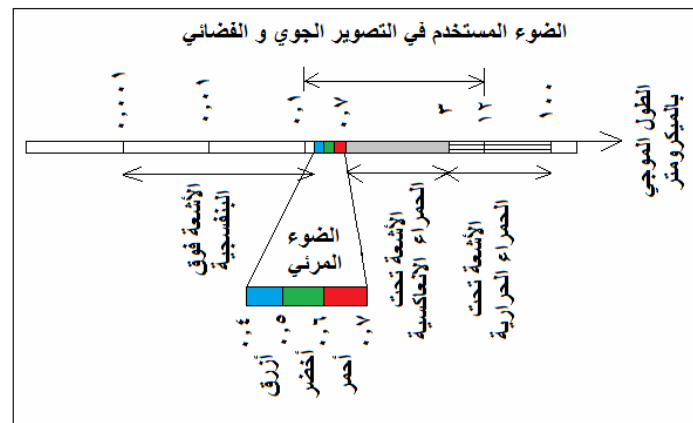 الضوء المستخدم في التصوير الجوي و الفضائي
٠,٠٠١
٠,٠١
٠,١
٠,٧
٣
١٢
١٠٠
الطول الموجي
بالميكرومتر
الأشعة فوق
البنفسجية
الضوء
المرئي
الأشعة تحت
الحمراء الانعاكسية
الأشعة تحت
الحمراء الحرارية
٠,٤
٠,٥
٠,٦
٠,٧
أزرق
أخضر
أحمر